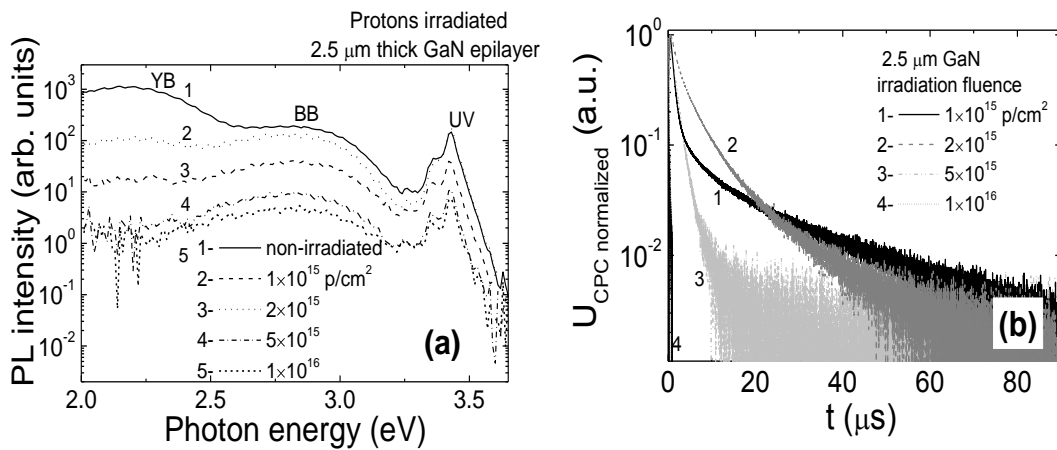 Protons irradiated
2.5 μm thick GaN epilayer
PL intensity (arb. units)
10³
10²
10¹
10⁰
10⁻¹
10⁻²
YB
1
BB
UV
2
3
4
5
1- non-irradiated
2- 1×10¹⁵ p/cm²
3- 2×10¹⁵
4 5×10¹⁵
5- 1×10¹⁶
(a)
2.0 2.5 3.0 3.5
Photon energy (eV)
(b)
U CPC normalized (a.u.)
10⁰
10⁻¹
10⁻²
2.5 μm GaN
irradiation fluence
1- 1×10¹⁵ p/cm²
2- 2×10¹⁵
3- 5×10¹⁵
4- 1×10¹⁶
2
1
3
4
(b)
0 20 40 60 80
t (μs)